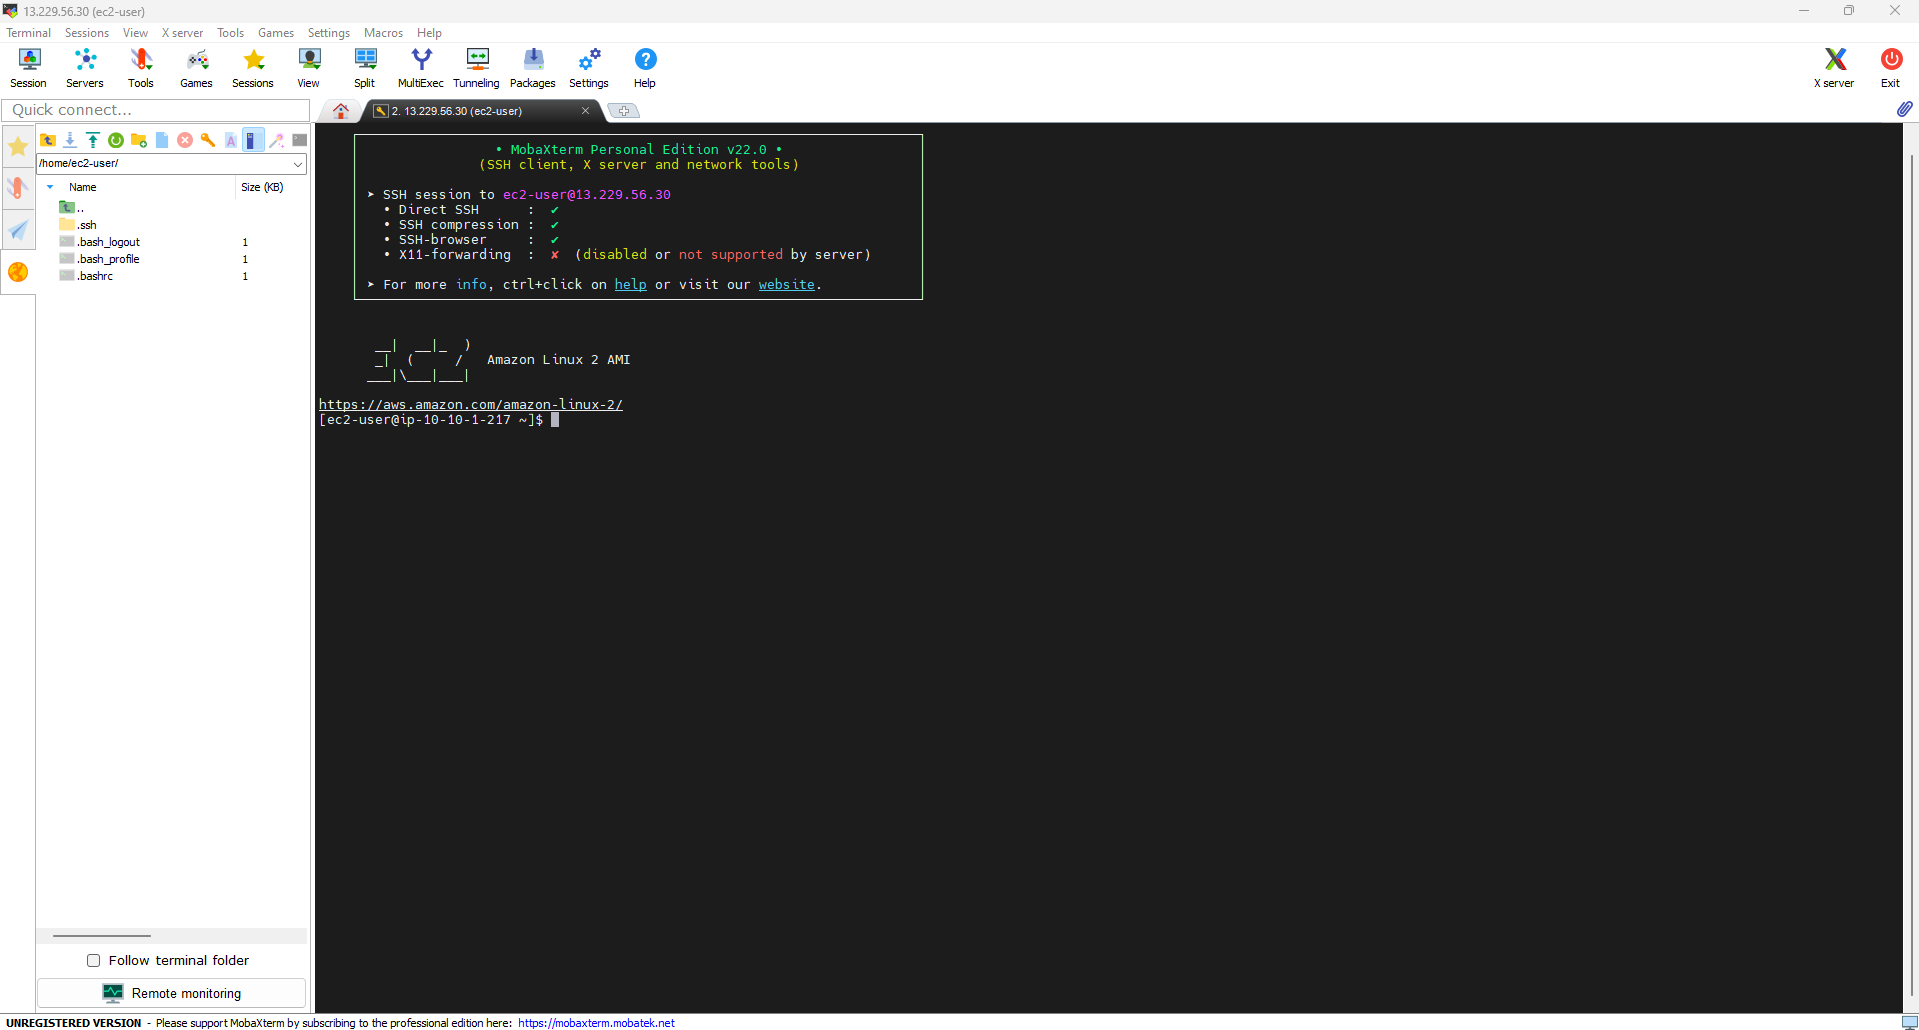 13.229.56.30 (ec2-user)
Terminal Sessions View X server Tools Games Settings Macros Help
Session Servers Tools Games Sessions View Split MultiExec Tunneling Packages Settings Help X server Exit
Quick connect...
2. 13.229.56.30 (ec2-user)
/home/ec2-user/
Name Size (KB)
..
.ssh
.bash_logout 1
.bash_profile 1
.bashrc 1
• MobaXterm Personal Edition v22.0 •
(SSH client, X server and network tools)
➤ SSH session to ec2-user@13.229.56.30
• Direct SSH : ✔
• SSH compression : ✔
• SSH-browser : ✔
• X11-forwarding : ✘ (disabled or not supported by server)
➤ For more info, ctrl+click on help or visit our website.
__| __|_ )
_| ( / Amazon Linux 2 AMI
___|\___|___|
https://aws.amazon.com/amazon-linux-2/
[ec2-user@ip-10-10-1-217 ~]$
Follow terminal folder
Remote monitoring
UNREGISTERED VERSION - Please support MobaXterm by subscribing to the professional edition here: https://mobaxterm.mobatek.net